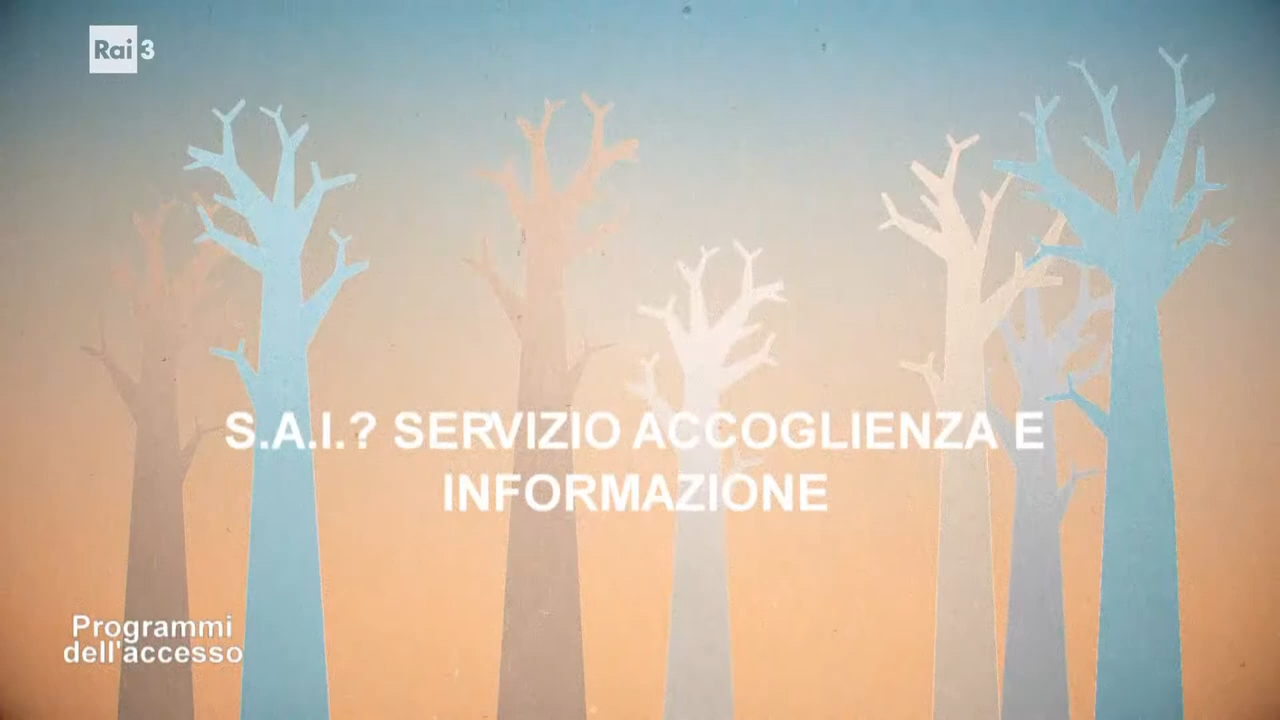 Rai 3
S.A.I.? SERVIZIO ACCOGLIENZA E
INFORMAZIONE
Programmi
dell'accesso